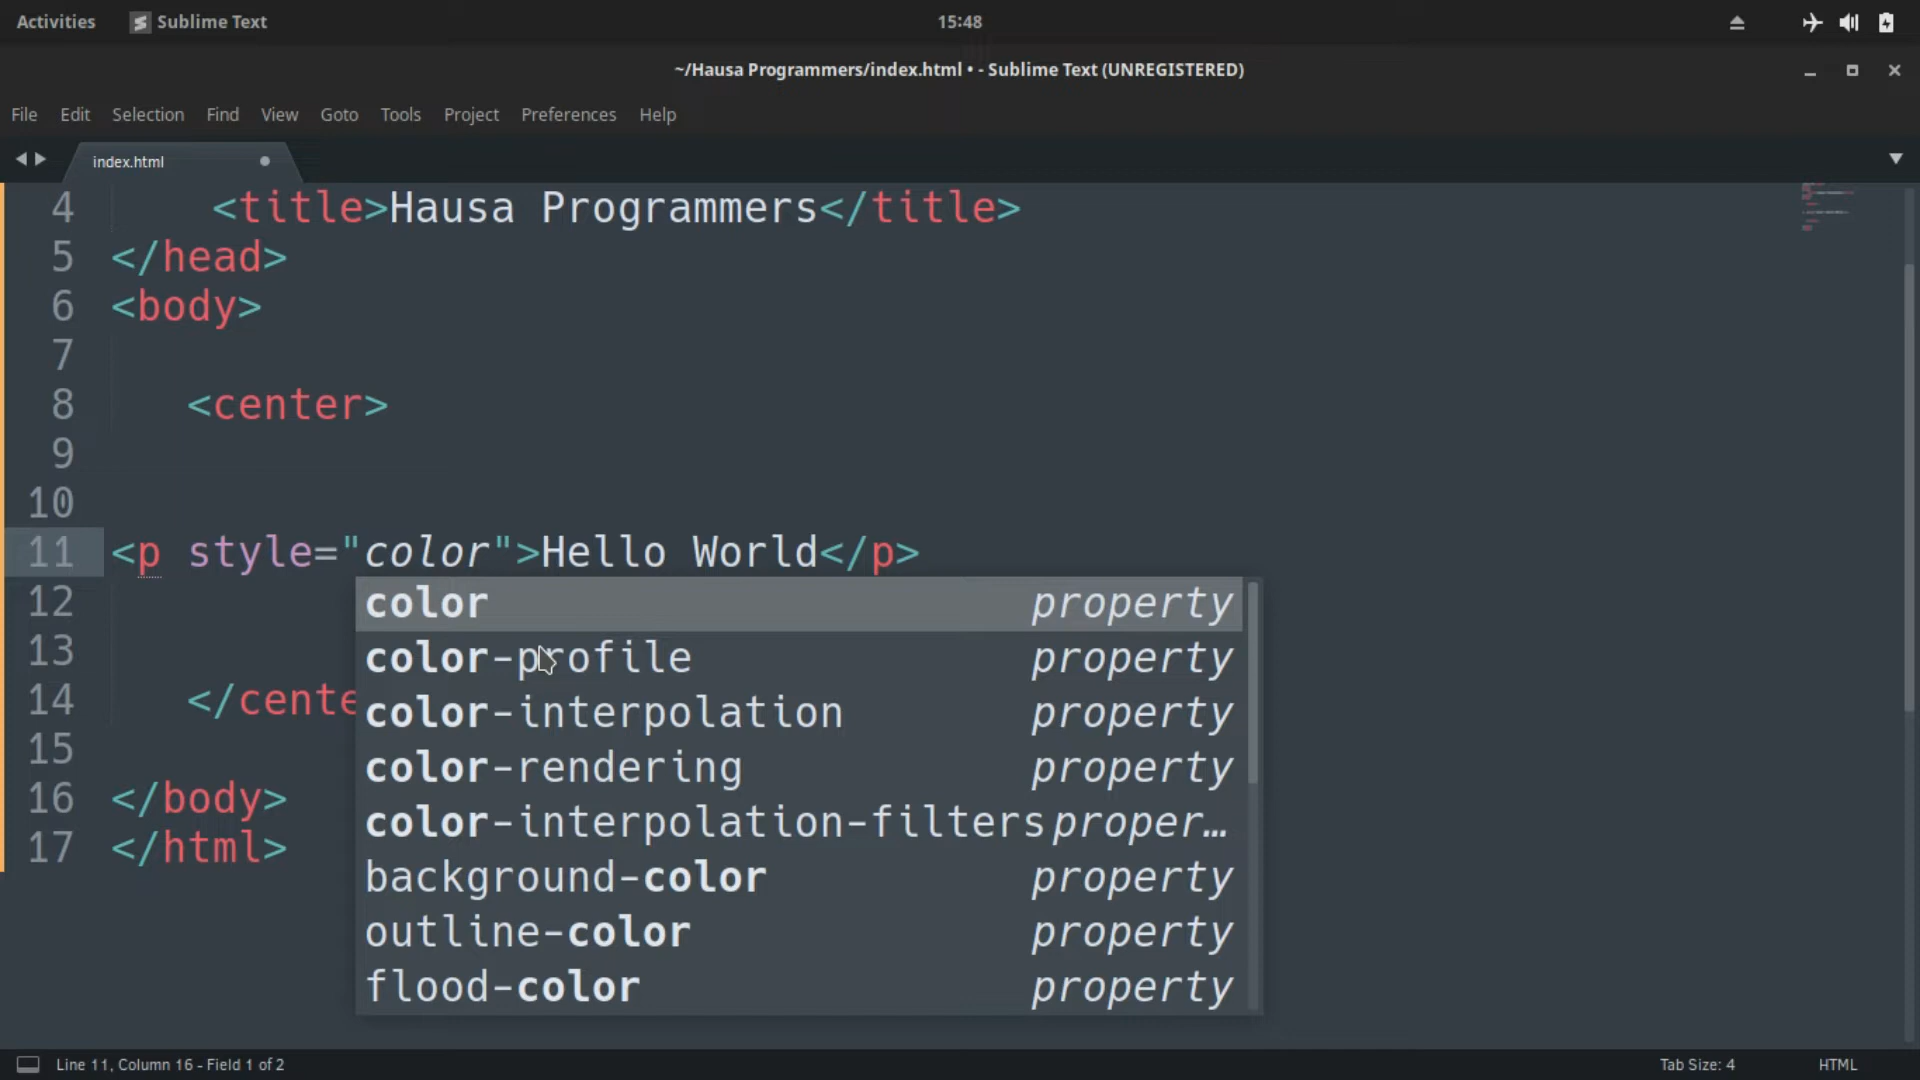 Activities Sublime Text 15:48
~/Hausa Programmers/index.html • - Sublime Text (UNREGISTERED)
File Edit Selection Find View Goto Tools Project Preferences Help
index.html
4 <title>Hausa Programmers</title>
5 </head>
6 <body>
7
8 <center>
9
10
11 <p style="color">Hello World</p>
12 color property
13 color-profile property
14 </cente color-interpolation property
15 color-rendering property
16 </body> color-interpolation-filters proper…
17 </html> background-color property
outline-color property
flood-color property
Line 11, Column 16 - Field 1 of 2 Tab Size: 4 HTML